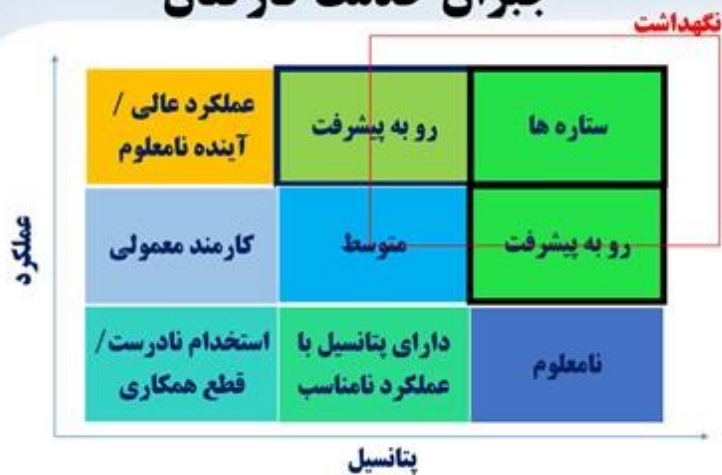 نگهداشت
عملکرد عالی /
آینده نامعلوم
رو به پیشرفت
ستاره ها
عملکرد
کارمند معمولی
متوسط
رو به پیشرفت
استخدام نادرست/
قطع همکاری
دارای پتانسیل با
عملکرد نامناسب
نامعلوم
پتانسیل